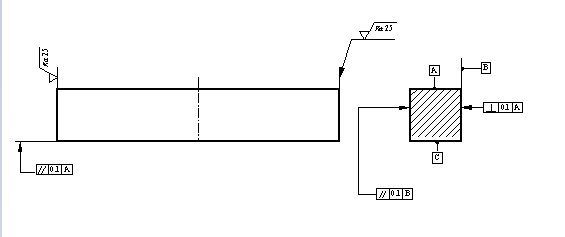 Ra 25
Ra 25
A
B
⊥ 0.1 A
C
// 0.1 A
// 0.1 B